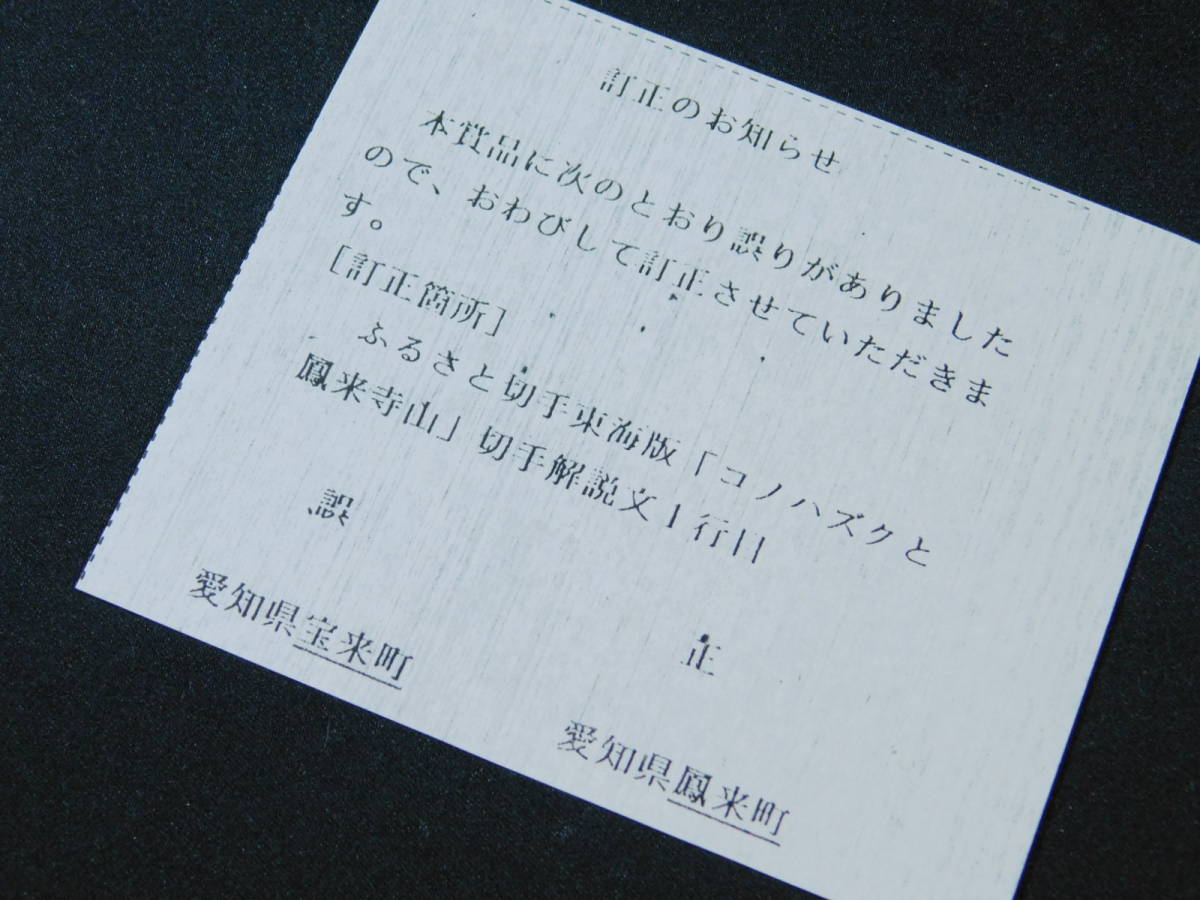 訂正のお知らせ
本賞品に次のとおり誤りがありました
ので、おわびして訂正させていただきま
す。
［訂正箇所］
ふるさと切手東海版「コノハズクと
鳳来寺山」切手解説文1行目
誤
正
愛知県宝来町
愛知県鳳来町